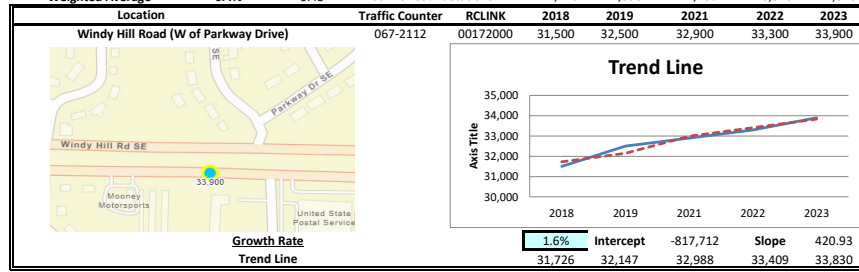 Location Traffic Counter RCLINK 2018 2019 2021 2022 2023
Windy Hill Road (W of Parkway Drive) 067-2112 00172000 31,500 32,500 32,900 33,300 33,900
SE
SE
Parkway Dr SE
Windy Hill Rd SE
33,900
Mooney
Motorsports
United State
Postal Service
Trend Line
Axis Title
35,000
34,000
33,000
32,000
31,000
30,000
2018 2019 2021 2022 2023
Growth Rate 1.6% Intercept -817,712 Slope 420.93
Trend Line 31,726 32,147 32,988 33,409 33,830